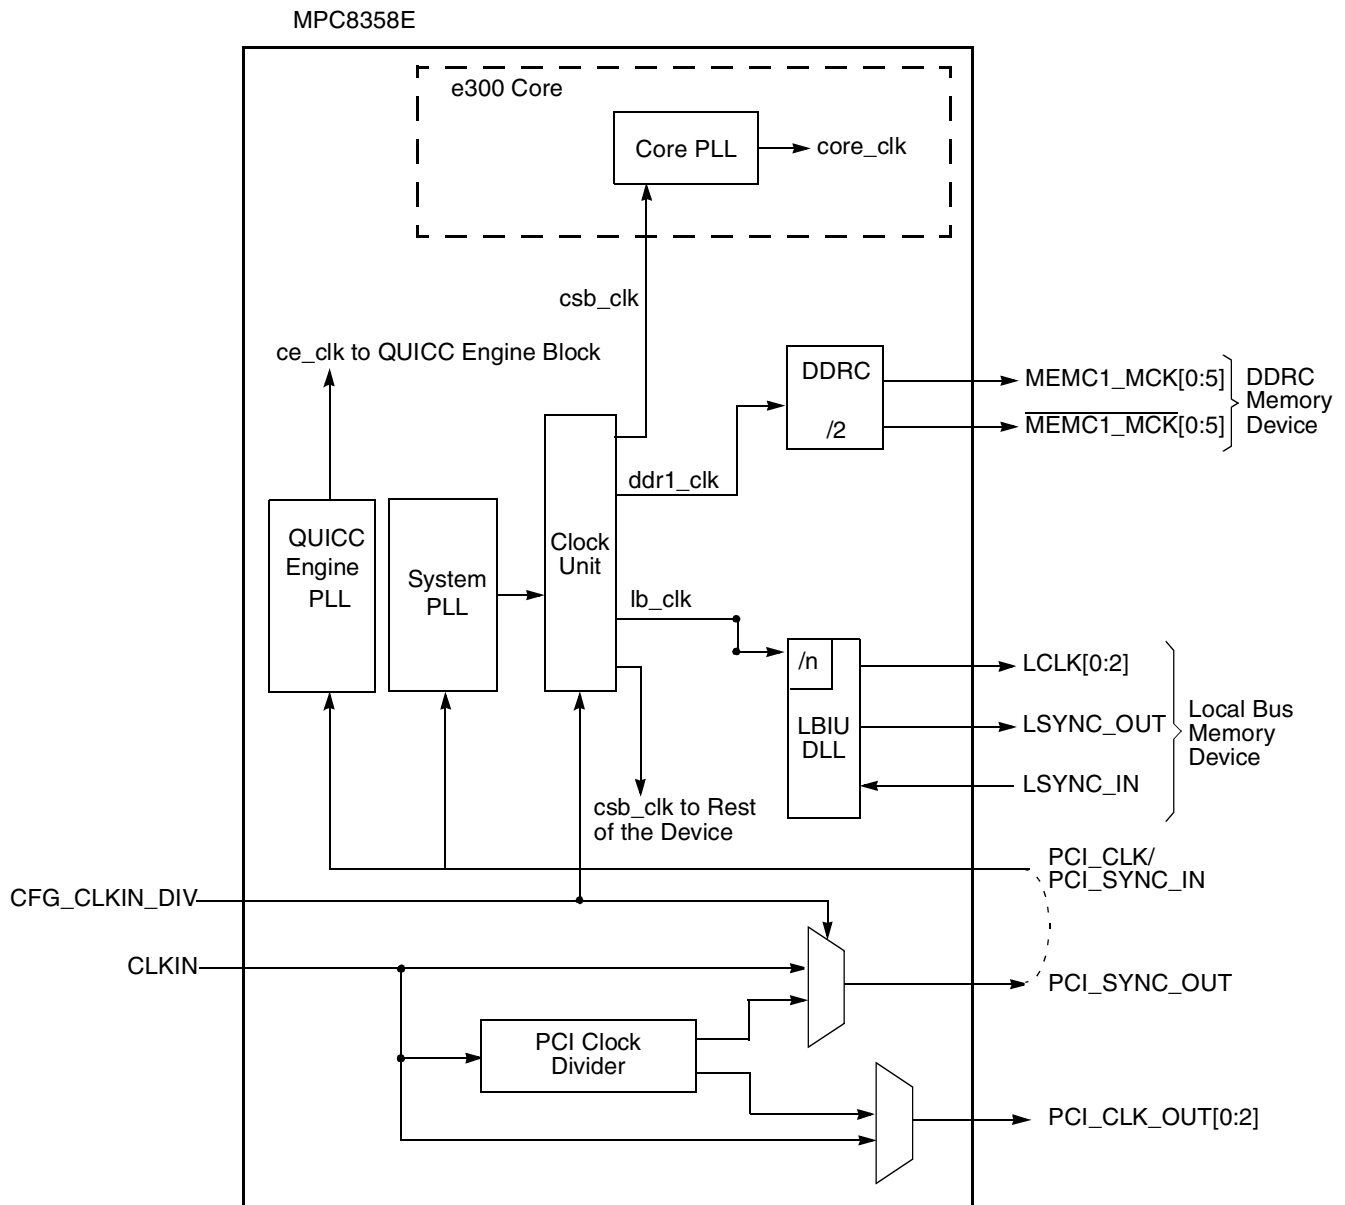 MPC8358E
e300 Core
Core PLL
core_clk
csb_clk
ce_clk to QUICC Engine Block
DDRC
/2
MEMC1_MCK[0:5]
MEMC1_MCK[0:5]
DDRC
Memory
Device
ddr1_clk
QUICC
Engine
PLL
System
PLL
Clock
Unit
lb_clk
/n
LBIU
DLL
LCLK[0:2]
LSYNC_OUT
LSYNC_IN
Local Bus
Memory
Device
csb_clk to Rest
of the Device
PCI_CLK/
PCI_SYNC_IN
CFG_CLKIN_DIV
CLKIN
PCI_SYNC_OUT
PCI Clock
Divider
PCI_CLK_OUT[0:2]